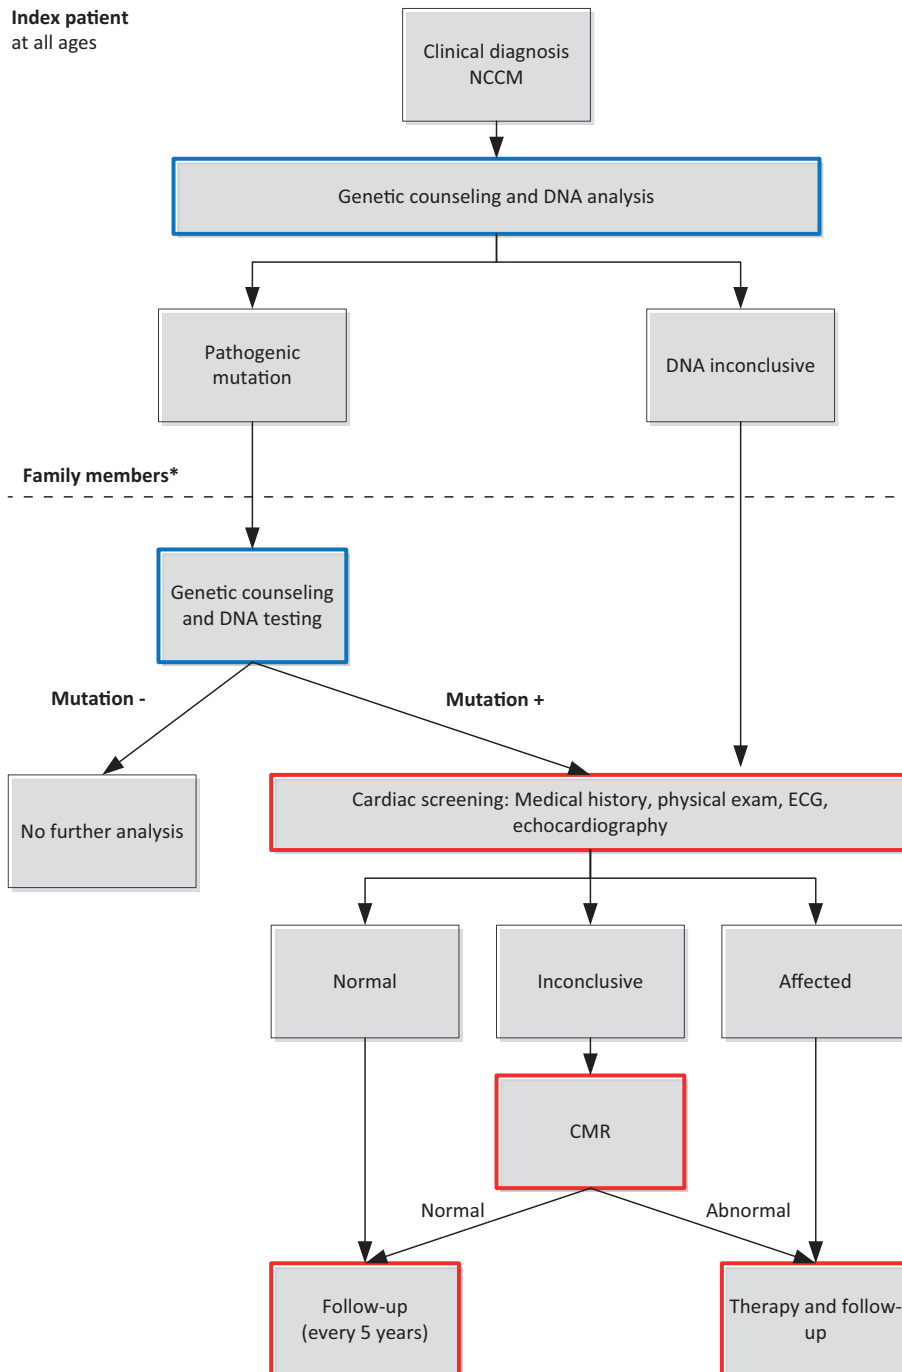 Index patient
at all ages
Clinical diagnosis
NCCM
Genetic counseling and DNA analysis
Pathogenic
mutation
DNA inconclusive
Family members*
Genetic counseling
and DNA testing
Mutation -
Mutation +
No further analysis
Cardiac screening: Medical history, physical exam, ECG,
echocardiography
Normal
Inconclusive
Affected
CMR
Normal
Abnormal
Follow-up
(every 5 years)
Therapy and follow-
up